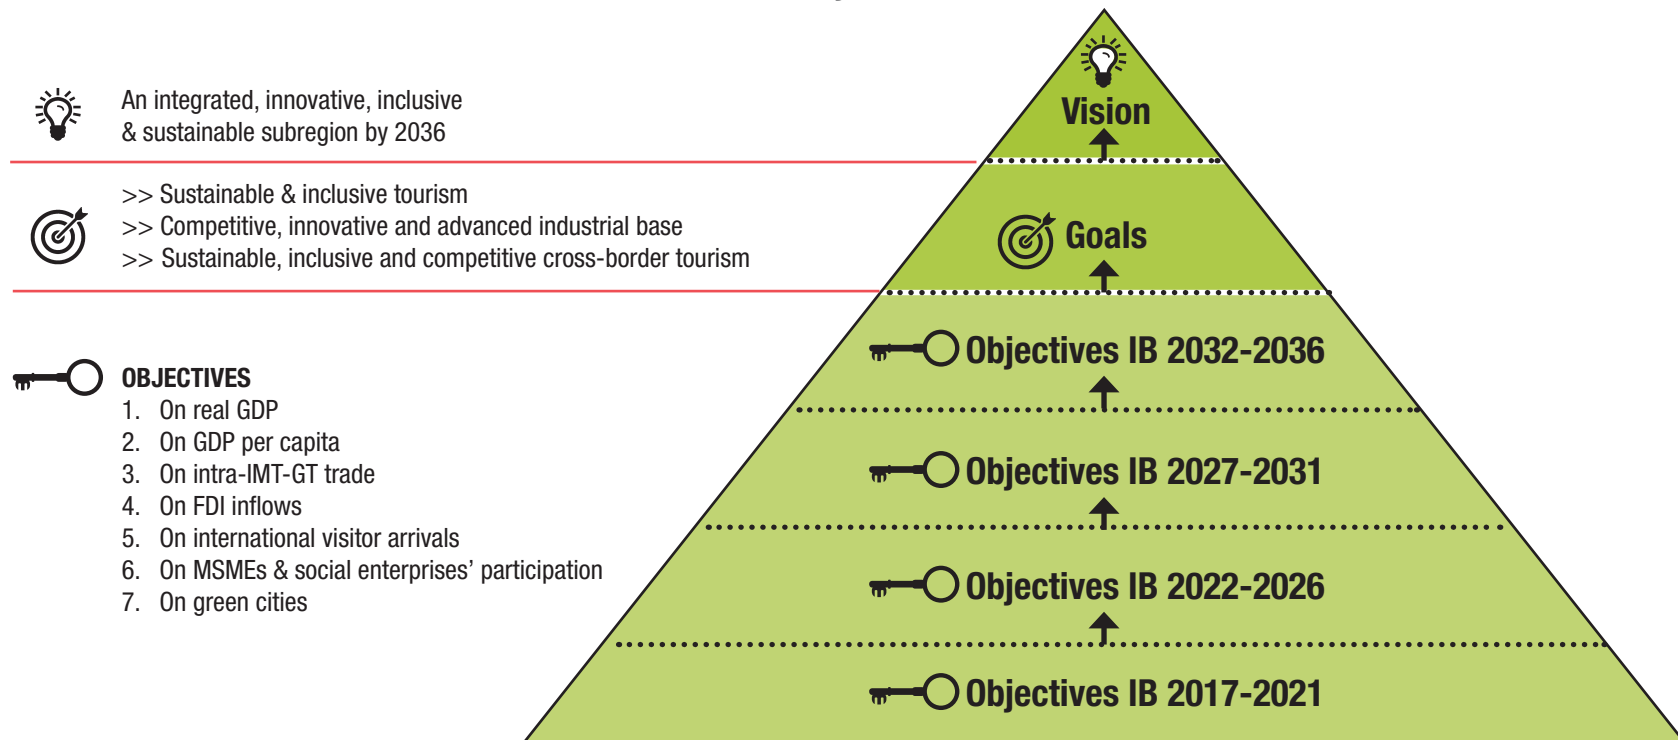 An integrated, innovative, inclusive
& sustainable subregion by 2036
>> Sustainable & inclusive tourism
>> Competitive, innovative and advanced industrial base
>> Sustainable, inclusive and competitive cross-border tourism
OBJECTIVES
1. On real GDP
2. On GDP per capita
3. On intra-IMT-GT trade
4. On FDI inflows
5. On international visitor arrivals
6. On MSMEs & social enterprises’ participation
7. On green cities
Vision
Goals
Objectives IB 2032-2036
Objectives IB 2027-2031
Objectives IB 2022-2026
Objectives IB 2017-2021